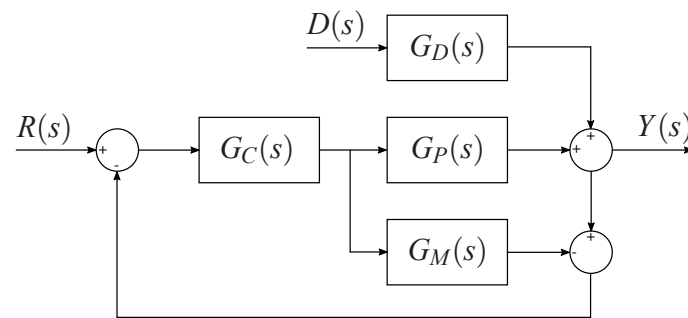 D(s)
G_D(s)
R(s)
+
-
G_C(s)
G_P(s)
+
+
Y(s)
G_M(s)
-
+